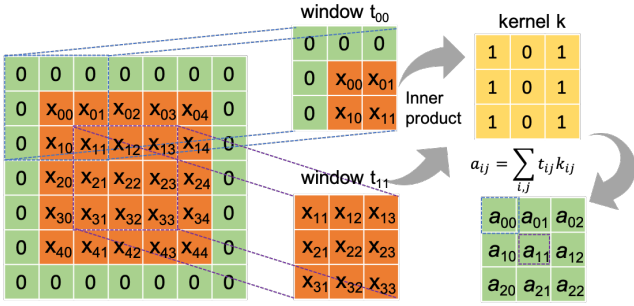 window t₀₀
kernel k
0 0 0 0 0 0 0
0 x₀₀ x₀₁ x₀₂ x₀₃ x₀₄ 0
0 x₁₀ x₁₁ x₁₂ x₁₃ x₁₄ 0
0 x₂₀ x₂₁ x₂₂ x₂₃ x₂₄ 0
0 x₃₀ x₃₁ x₃₂ x₃₃ x₃₄ 0
0 x₄₀ x₄₁ x₄₂ x₄₃ x₄₄ 0
0 0 0 0 0 0 0
0 0 0
0 x₀₀ x₀₁
0 x₁₀ x₁₁
Inner
product
1 0 1
1 0 1
1 0 1
aᵢⱼ = ∑ tᵢⱼkᵢⱼ
i,j
window t₁₁
x₁₁ x₁₂ x₁₃
x₂₁ x₂₂ x₂₃
x₃₁ x₃₂ x₃₃
a₀₀ a₀₁ a₀₂
a₁₀ a₁₁ a₁₂
a₂₀ a₂₁ a₂₂